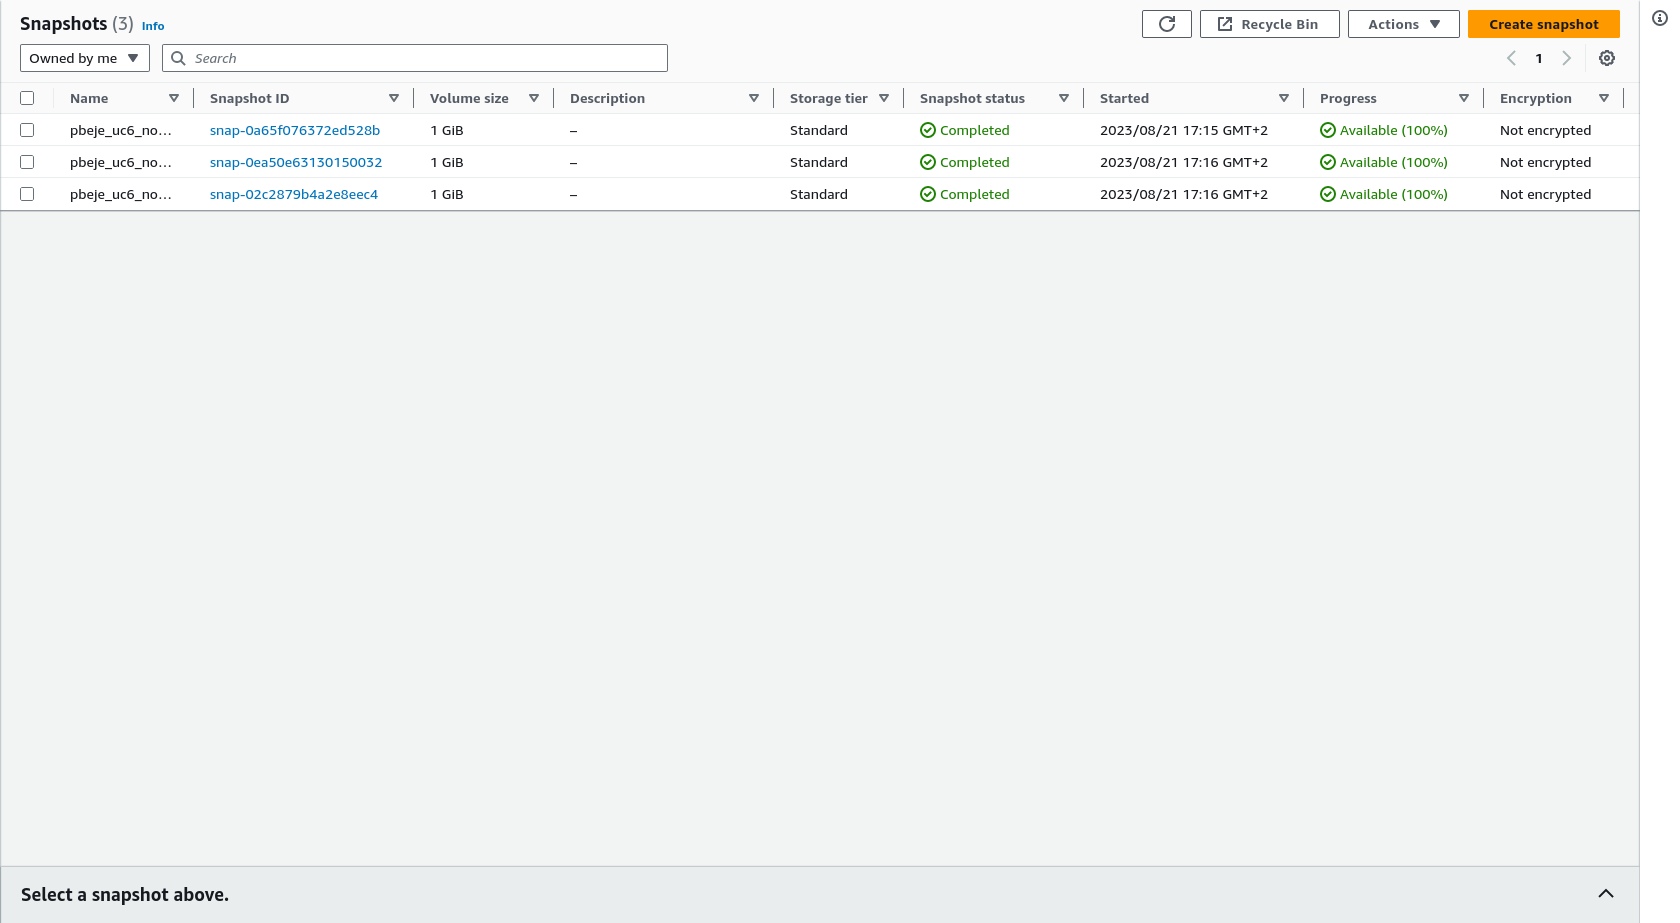 Snapshots (3) Info
Recycle Bin Actions Create snapshot
Owned by me Search 1
Name Snapshot ID Volume size Description Storage tier Snapshot status Started Progress Encryption
pbeje_uc6_no... snap-0a65f076372ed528b 1 GiB – Standard Completed 2023/08/21 17:15 GMT+2 Available (100%) Not encrypted
pbeje_uc6_no... snap-0ea50e63130150032 1 GiB – Standard Completed 2023/08/21 17:16 GMT+2 Available (100%) Not encrypted
pbeje_uc6_no... snap-02c2879b4a2e8eec4 1 GiB – Standard Completed 2023/08/21 17:16 GMT+2 Available (100%) Not encrypted
Select a snapshot above.